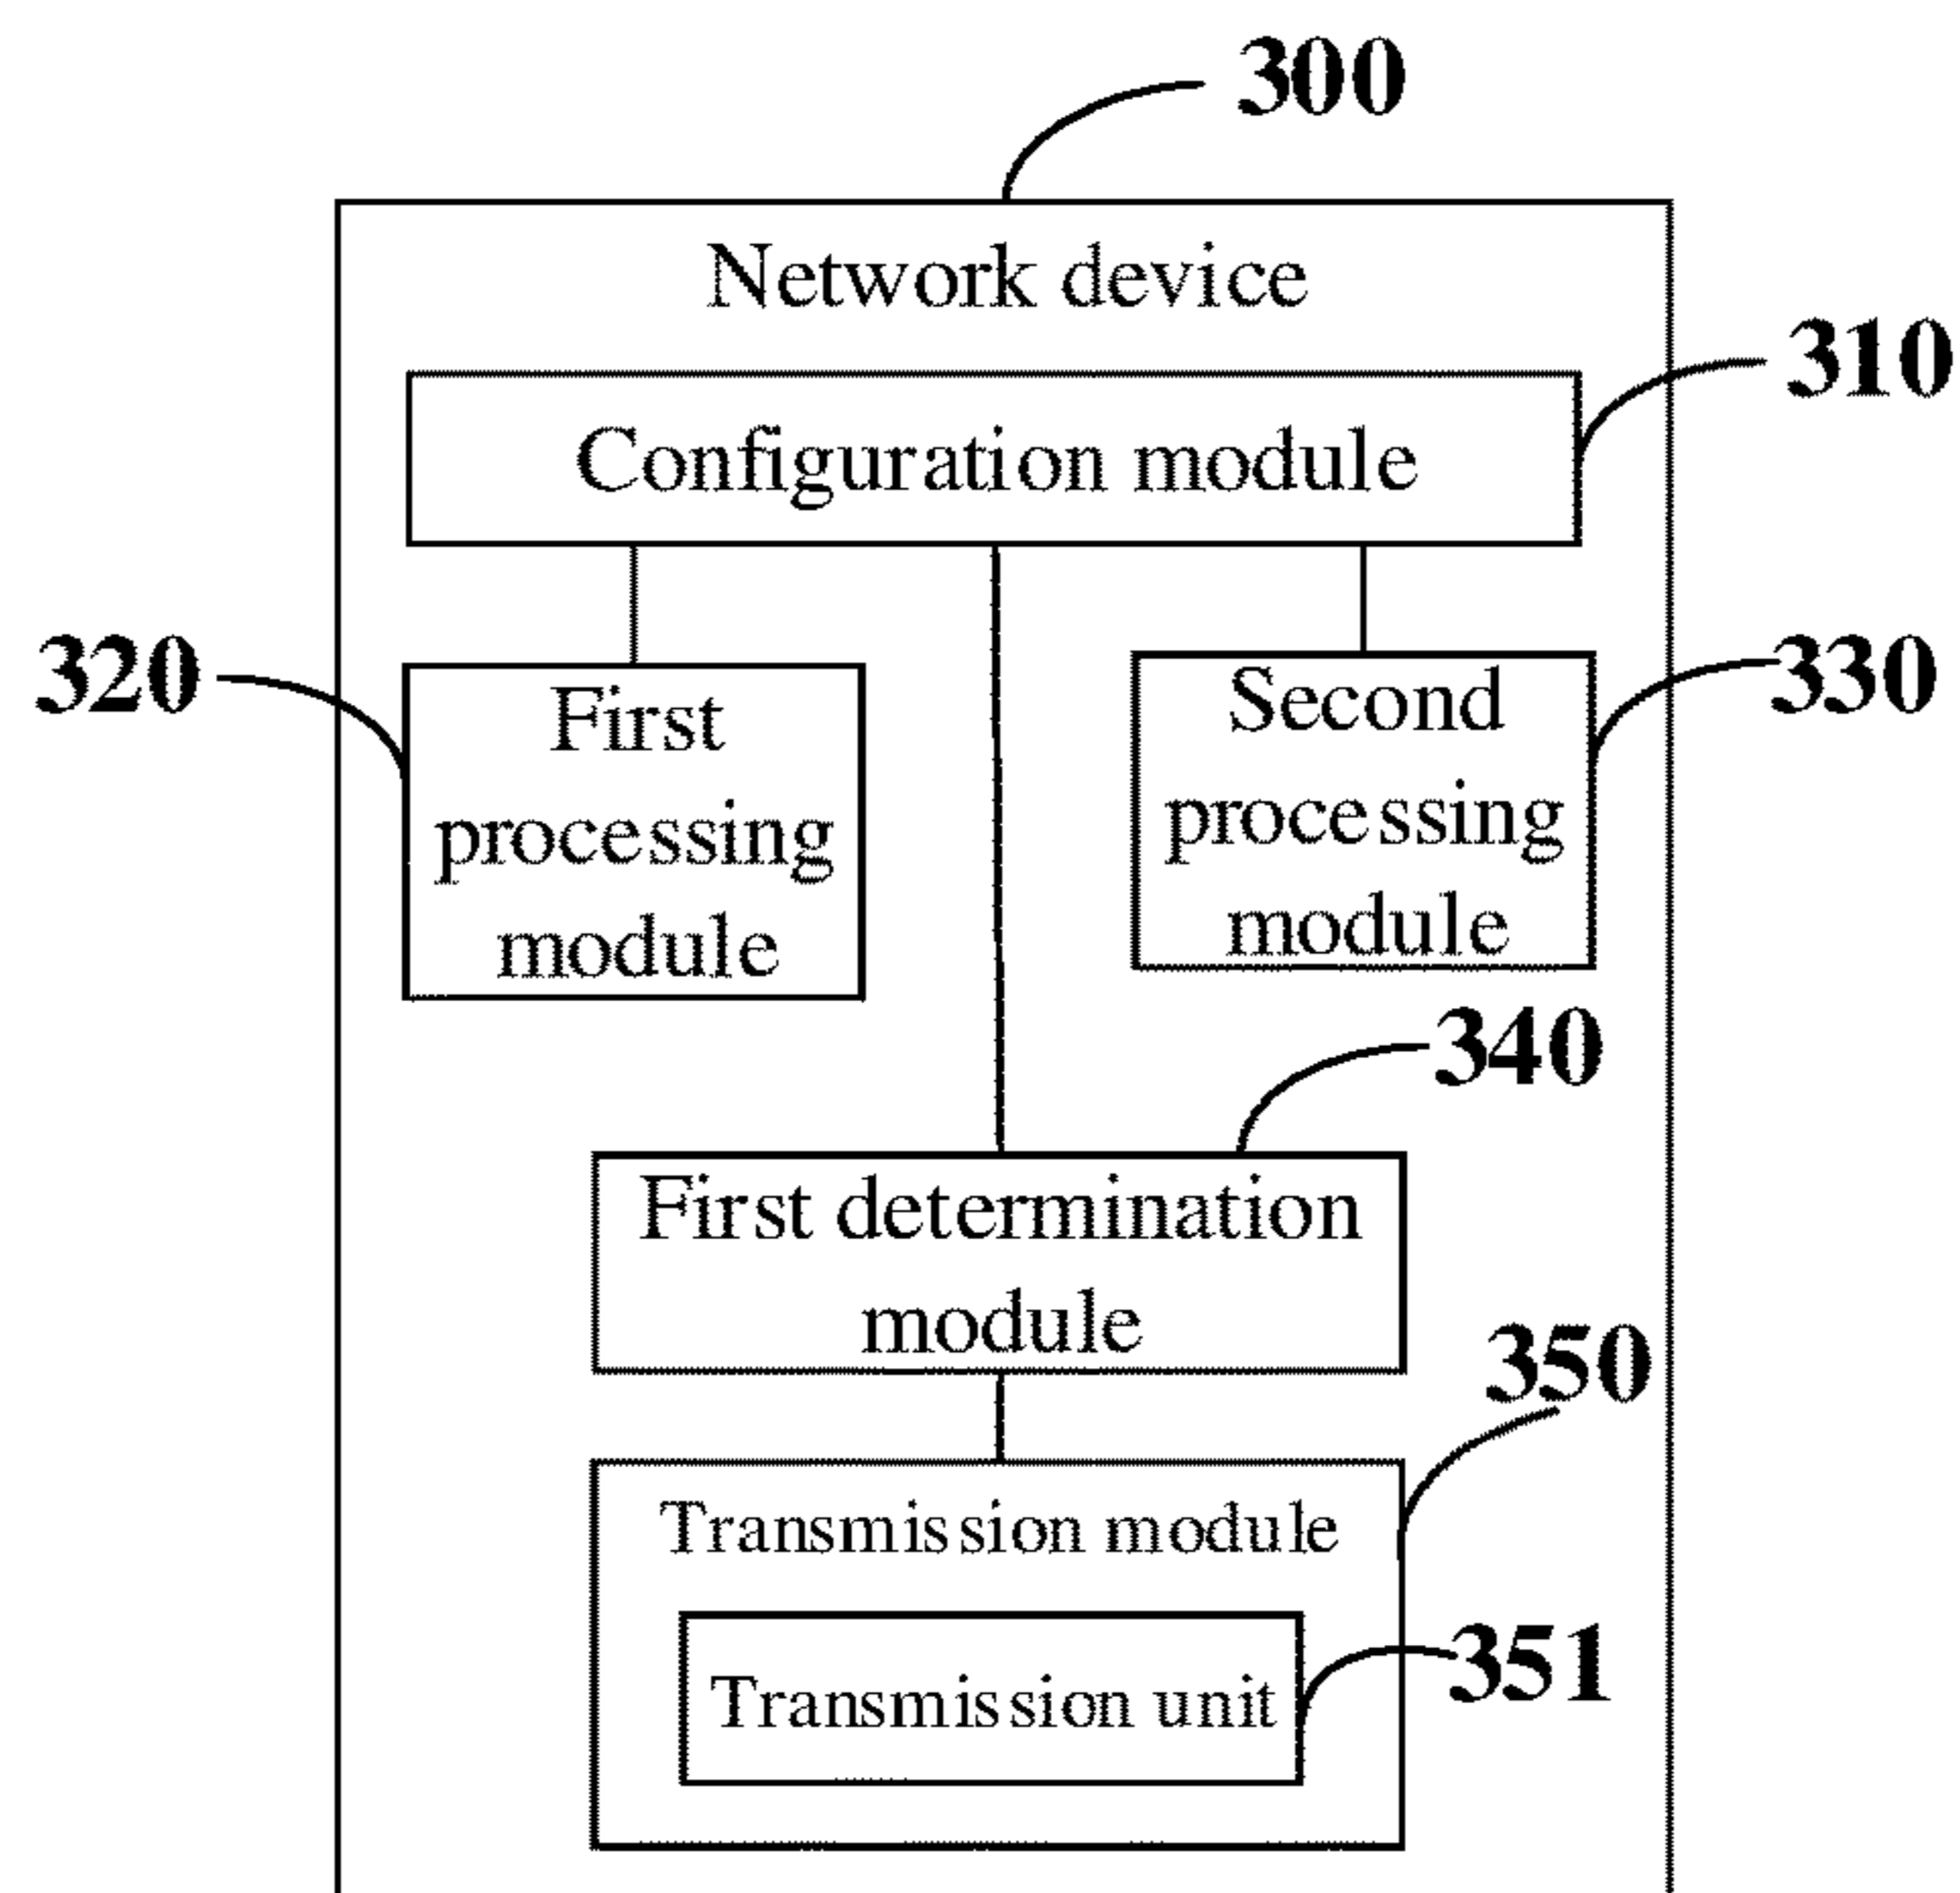 300
Network device
310
Configuration module
320
First
processing
module
330
Second
processing
module
340
First determination
module
350
Transmission module
351
Transmission unit